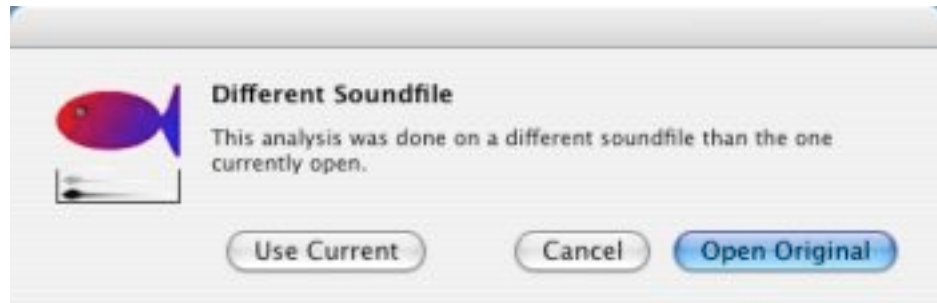 Different Soundfile
This analysis was done on a different soundfile than the one
currently open.
Use Current
Cancel
Open Original